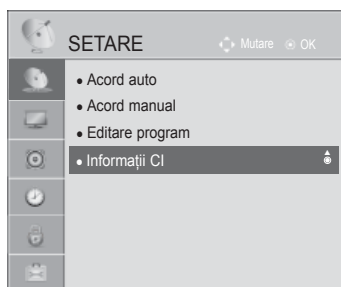 SETARE
Mutare OK
• Acord auto
• Acord manual
• Editare program
• Informații CI